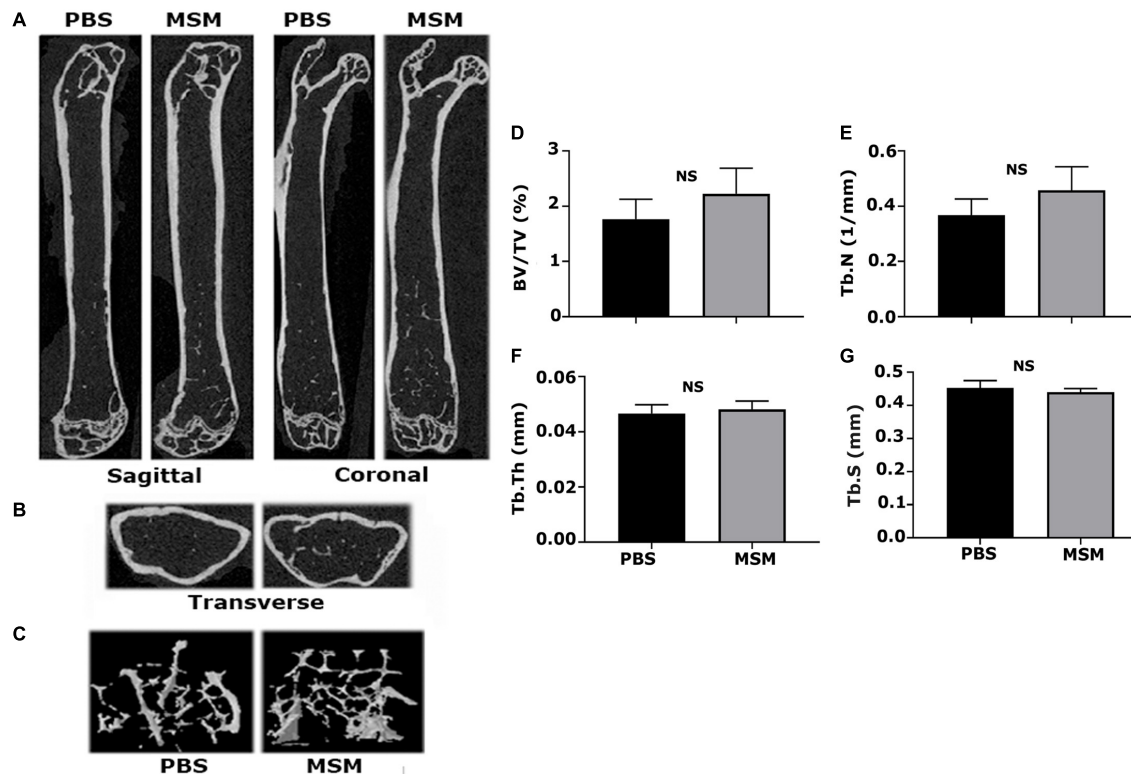 A
PBS MSM PBS MSM
Sagittal Coronal
B
Transverse
C
PBS MSM
D
BV/TV (%)
3
2
1
0
NS
E
Tb.N (1/mm)
0.6
0.4
0.2
0.0
NS
F
Tb.Th (mm)
0.06
0.04
0.02
0.00
NS
PBS MSM
G
Tb.S (mm)
0.5
0.4
0.3
0.2
0.1
0.0
NS
PBS MSM